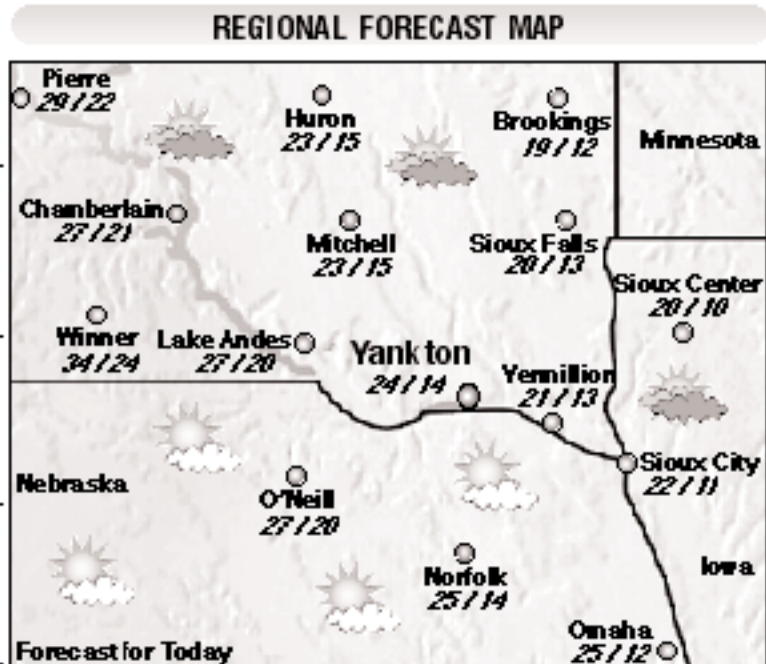 REGIONAL FORECAST MAP
Pierre
29 / 22
Huron
23 / 15
Brookings
19 / 12
Minnesota
Chamberlain
27 / 21
Mitchell
23 / 15
Sioux Falls
20 / 13
Sioux Center
20 / 10
Winner
34 / 24
Lake Andes
27 / 20
Yankton
24 / 14
Vermillion
21 / 13
Nebraska
O'Neill
27 / 20
Sioux City
22 / 11
Norfolk
25 / 14
Iowa
Omaha
25 / 12
Forecast for Today